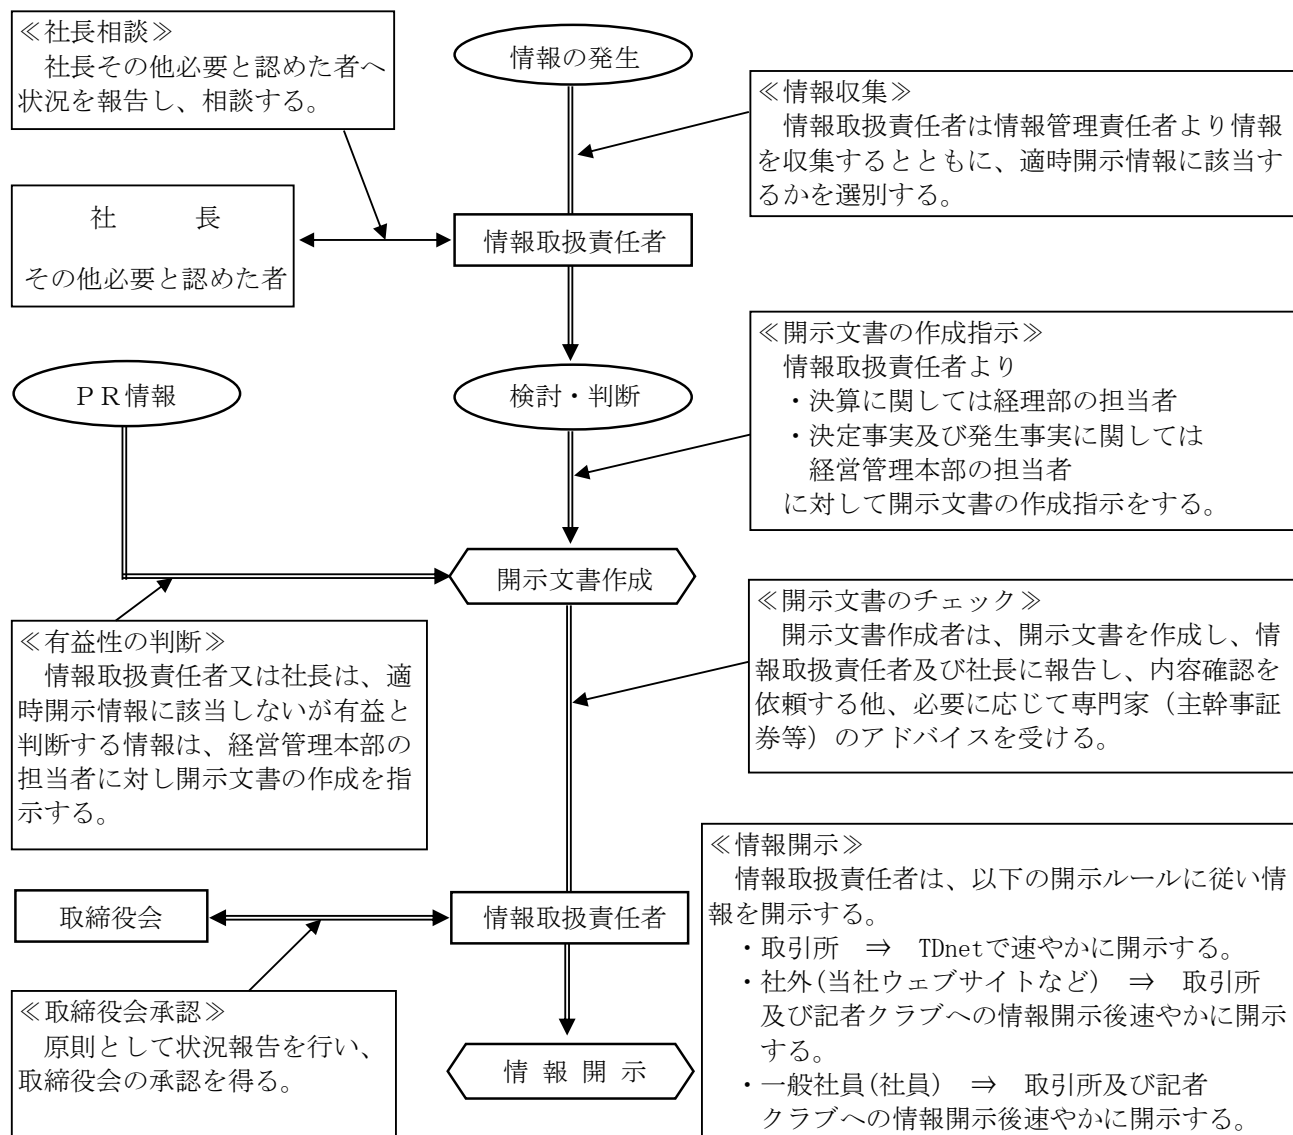 ≪社長相談≫
　社長その他必要と認めた者へ
状況を報告し、相談する。
情報の発生
≪情報収集≫
　情報取扱責任者は情報管理責任者より情報
を収集するとともに、適時開示情報に該当す
るかを選別する。
社　　　長
その他必要と認めた者
情報取扱責任者
≪開示文書の作成指示≫
　情報取扱責任者より
　・決算に関しては経理部の担当者
　・決定事実及び発生事実に関しては
　　経営管理本部の担当者
　に対して開示文書の作成指示をする。
ＰＲ情報
検討・判断
開示文書作成
≪開示文書のチェック≫
　開示文書作成者は、開示文書を作成し、情
報取扱責任者及び社長に報告し、内容確認を
依頼する他、必要に応じて専門家（主幹事証
券等）のアドバイスを受ける。
≪有益性の判断≫
　情報取扱責任者又は社長は、適
時開示情報に該当しないが有益と
判断する情報は、経営管理本部の
担当者に対し開示文書の作成を指
示する。
≪情報開示≫
　情報取扱責任者は、以下の開示ルールに従い情
報を開示する。
　・取引所　⇒　TDnetで速やかに開示する。
　・社外(当社ウェブサイトなど)　⇒　取引所
　　及び記者クラブへの情報開示後速やかに開示
　　する。
　・一般社員(社員)　⇒　取引所及び記者
　　クラブへの情報開示後速やかに開示する。
取締役会
情報取扱責任者
≪取締役会承認≫
　原則として状況報告を行い、
取締役会の承認を得る。
情 報 開 示